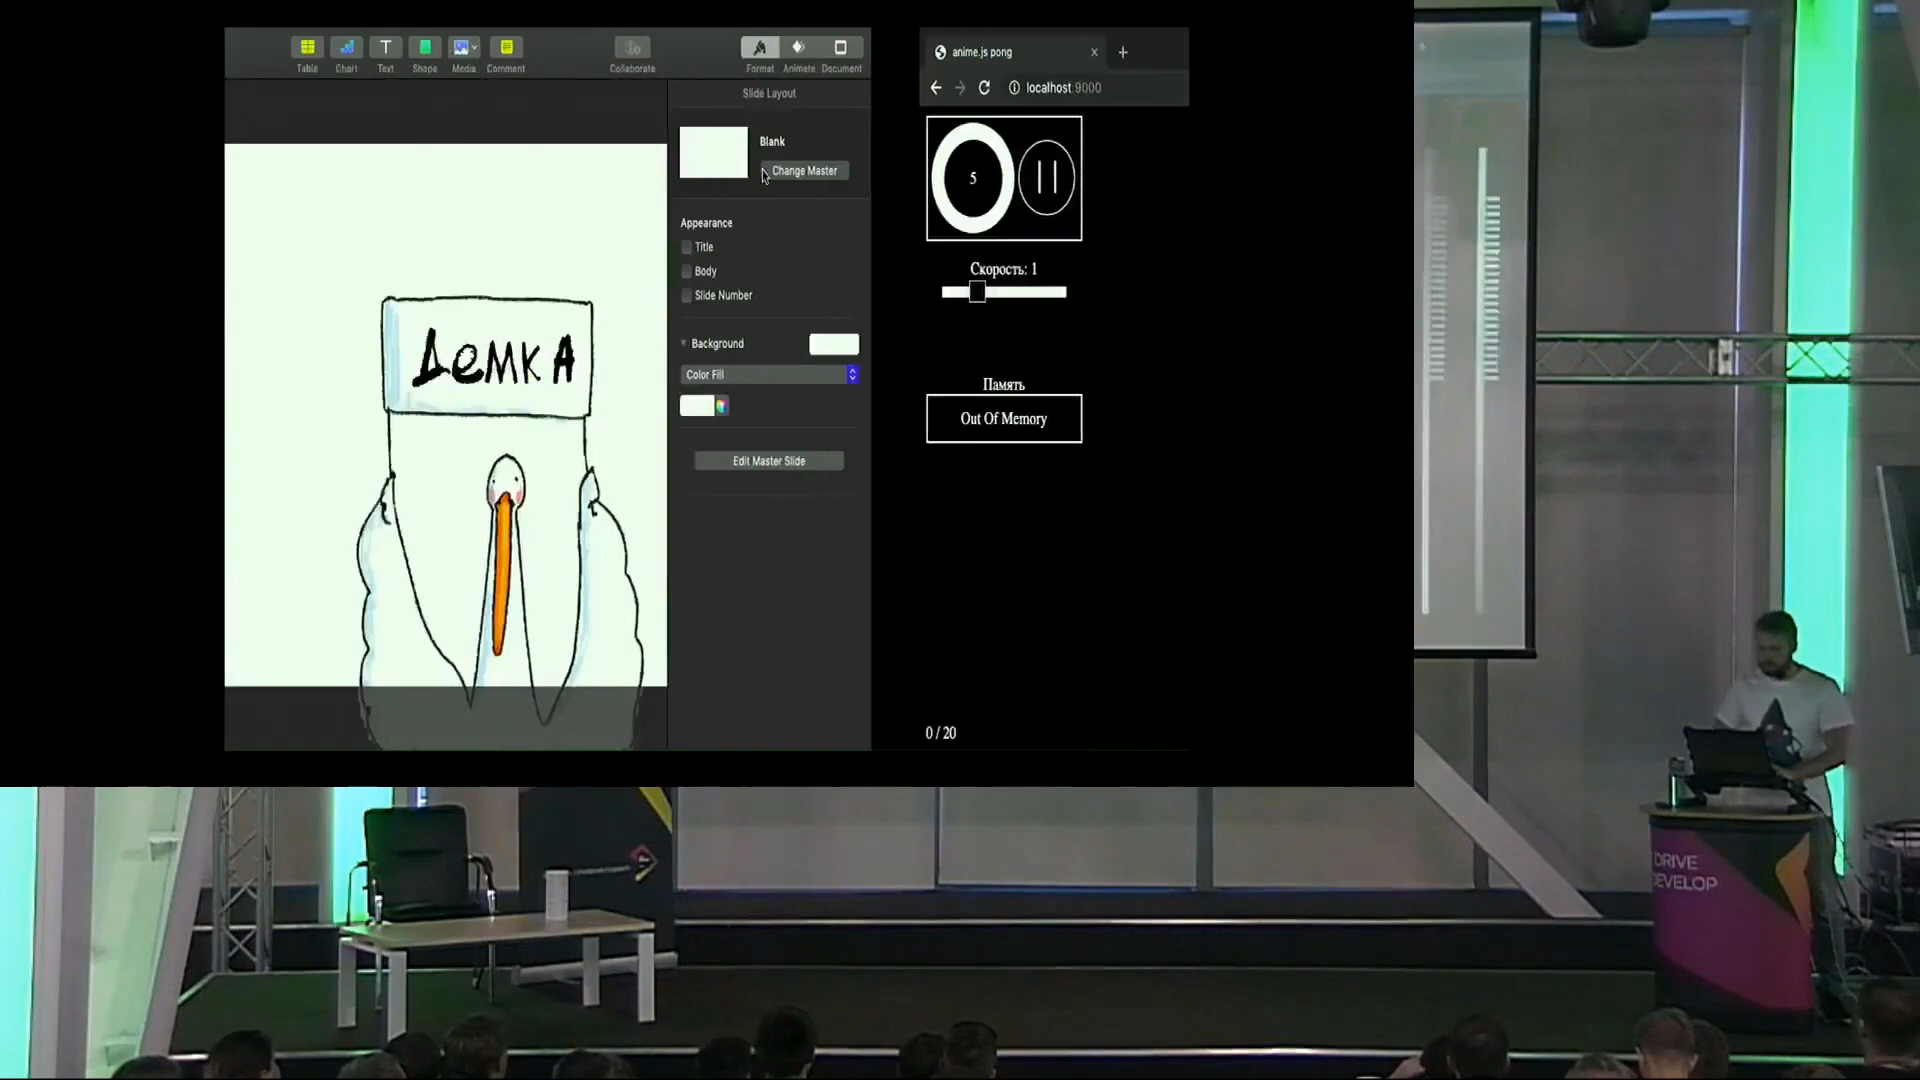 Table
Chart
Text
Shape
Media
Comment
Collaborate
Format
Animate
Document
Slide Layout
Blank
Change Master
Appearance
Title
Body
Slide Number
Background
Color Fill
Edit Master Slide
ДемкА
anime.js pong
localhost:9000
5
Скорость: 1
Память
Out Of Memory
0 / 20
DRIVE
DEVELOP